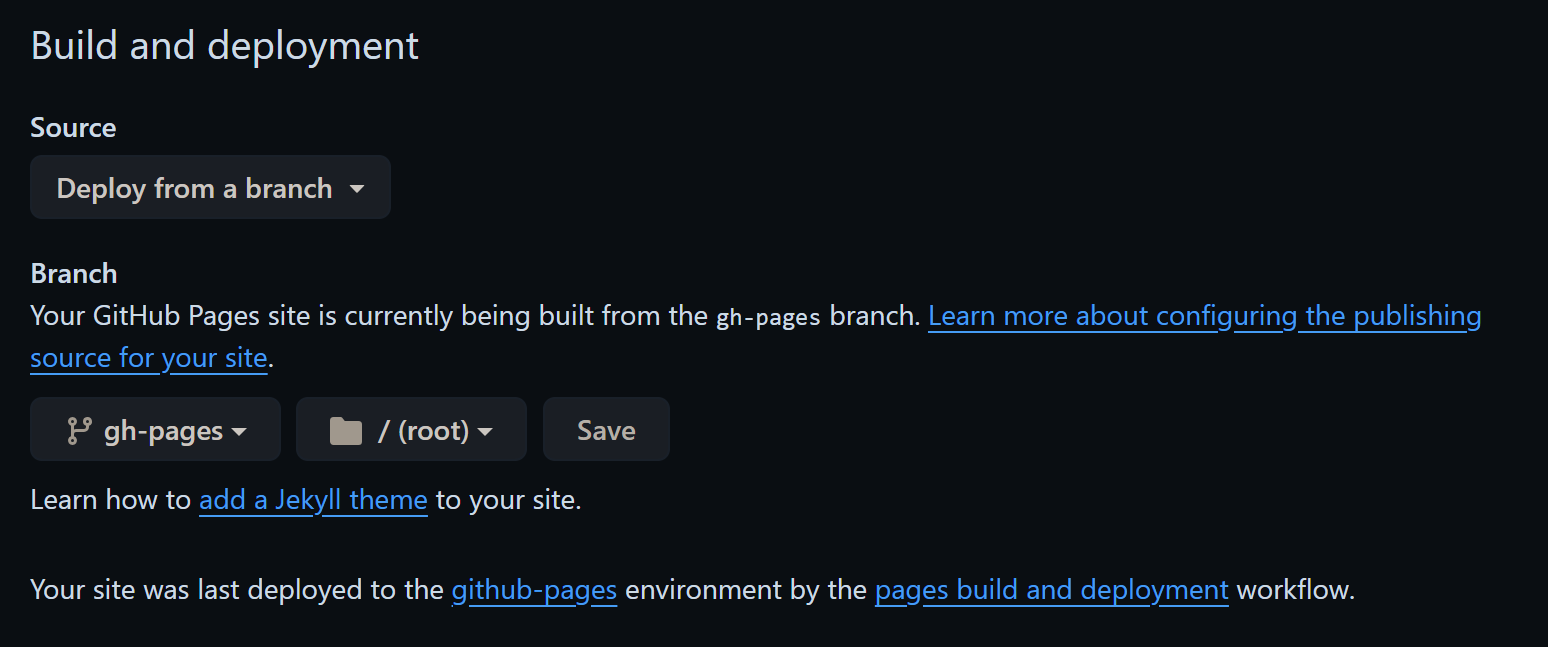 Build and deployment
Source
Deploy from a branch
Branch
Your GitHub Pages site is currently being built from the gh-pages branch. Learn more about configuring the publishing
source for your site.
gh-pages / (root) Save
Learn how to add a Jekyll theme to your site.
Your site was last deployed to the github-pages environment by the pages build and deployment workflow.